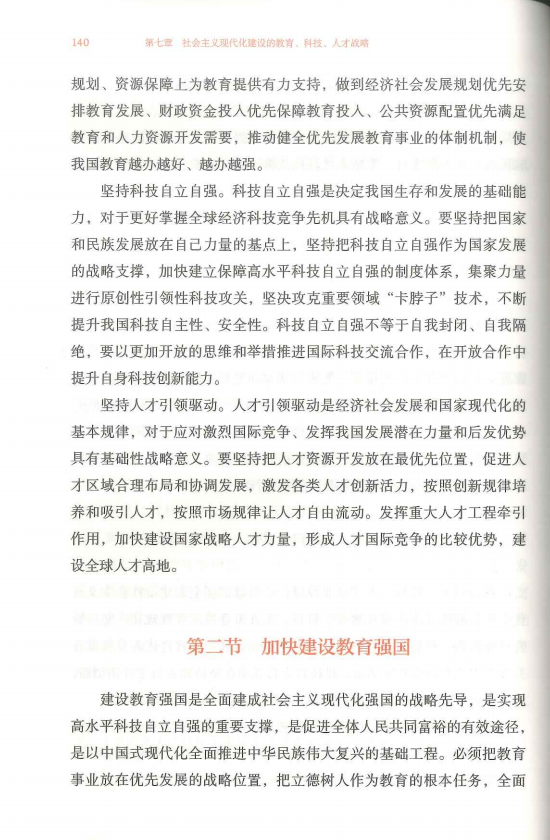 140 第七章 社会主义现代化建设的教育、科技、人才战略
规划、资源保障上为教育提供有力支持，做到经济社会发展规划优先安
排教育发展、财政资金投入优先保障教育投入、公共资源配置优先满足
教育和人力资源开发需要，推动健全优先发展教育事业的体制机制，使
我国教育越办越好、越办越强。
坚持科技自立自强。科技自立自强是决定我国生存和发展的基础能
力，对于更好掌握全球经济科技竞争先机具有战略意义。要坚持把国家
和民族发展放在自己力量的基点上，坚持把科技自立自强作为国家发展
的战略支撑，加快建立保障高水平科技自立自强的制度体系，集聚力量
进行原创性引领性科技攻关，坚决攻克重要领域“卡脖子”技术，不断
提升我国科技自主性、安全性。科技自立自强不等于自我封闭、自我隔
绝，要以更加开放的思维和举措推进国际科技交流合作，在开放合作中
提升自身科技创新能力。
坚持人才引领驱动。人才引领驱动是经济社会发展和国家现代化的
基本规律，对于应对激烈国际竞争、发挥我国发展潜在力量和后发优势
具有基础性战略意义。要坚持把人才资源开发放在最优先位置，促进人
才区域合理布局和协调发展，激发各类人才创新活力，按照创新规律培
养和吸引人才，按照市场规律让人才自由流动。发挥重大人才工程牵引
作用，加快建设国家战略人才力量，形成人才国际竞争的比较优势，建
设全球人才高地。
第二节 加快建设教育强国
建设教育强国是全面建成社会主义现代化强国的战略先导，是实现
高水平科技自立自强的重要支撑，是促进全体人民共同富裕的有效途径，
是以中国式现代化全面推进中华民族伟大复兴的基础工程。必须把教育
事业放在优先发展的战略位置，把立德树人作为教育的根本任务，全面